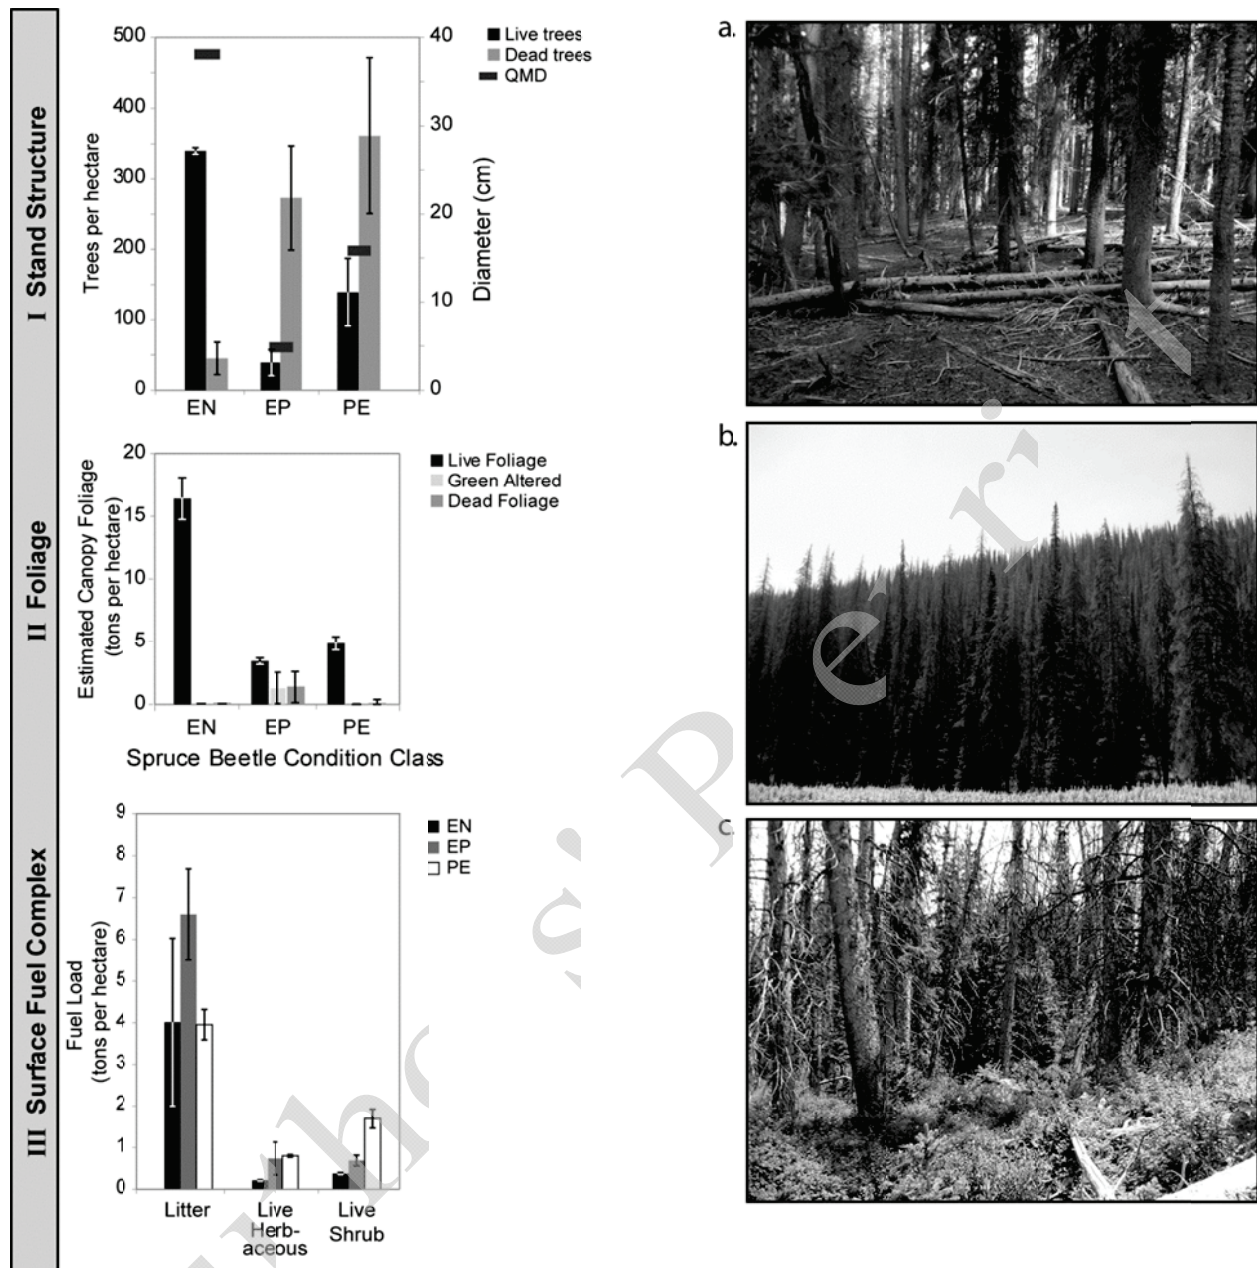 I Stand Structure
Trees per hectare
500
400
300
200
100
50
0
40
30
20
10
0
Diameter (cm)
EN EP PE
Live trees
Dead trees
QMD
a.
II Foliage
Estimated Canopy Foliage
(tons per hectare)
20
15
10
5
0
EN EP PE
Spruce Beetle Condition Class
Live Foliage
Green Altered
Dead Foliage
b.
III Surface Fuel Complex
Fuel Load
(tons per hectare)
9
8
7
6
5
4
3
2
1
0
Litter
Live
Herb-
aceous
Live
Shrub
EN
EP
PE
c.